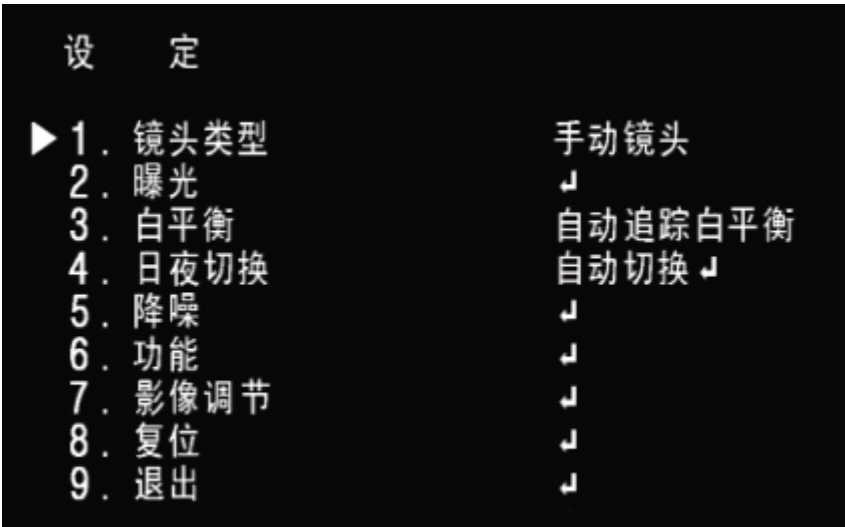 设 定
▶1. 镜头类型 手动镜头
2. 曝光 ↲
3. 白平衡 自动追踪白平衡
4. 日夜切换 自动切换↲
5. 降噪 ↲
6. 功能 ↲
7. 影像调节 ↲
8. 复位 ↲
9. 退出 ↲